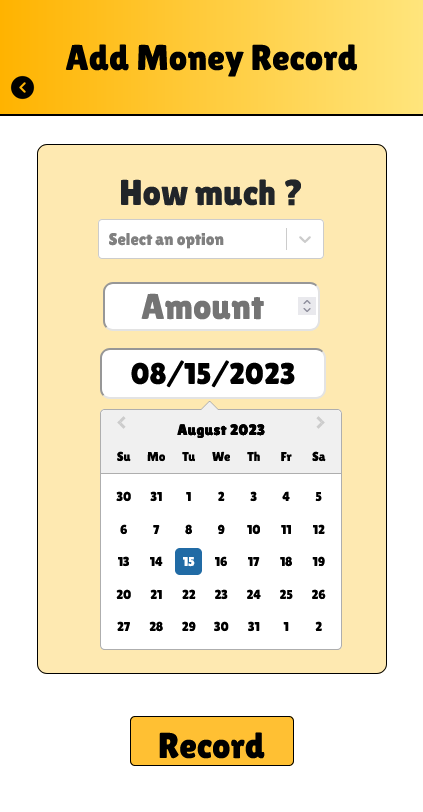 Add Money Record
How much ?
Select an option
Amount
08/15/2023
August 2023
Su Mo Tu We Th Fr Sa
30 31 1 2 3 4 5
6 7 8 9 10 11 12
13 14 15 16 17 18 19
20 21 22 23 24 25 26
27 28 29 30 31 1 2
Record